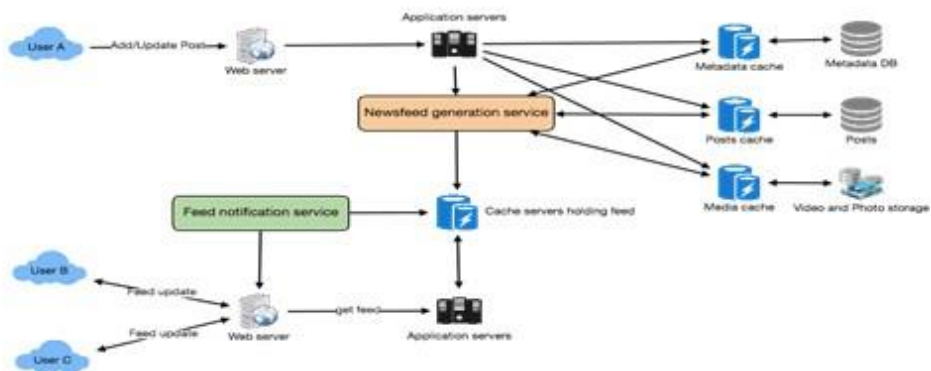 Application servers
User A
Add/Update Post
Web server
Metadata cache
Metadata DB
Newsfeed generation service
Posts cache
Posts
Feed notification service
Cache servers holding feed
Media cache
Video and Photo storage
User B
Feed update
Web server
get feed
Application servers
Feed update
User C